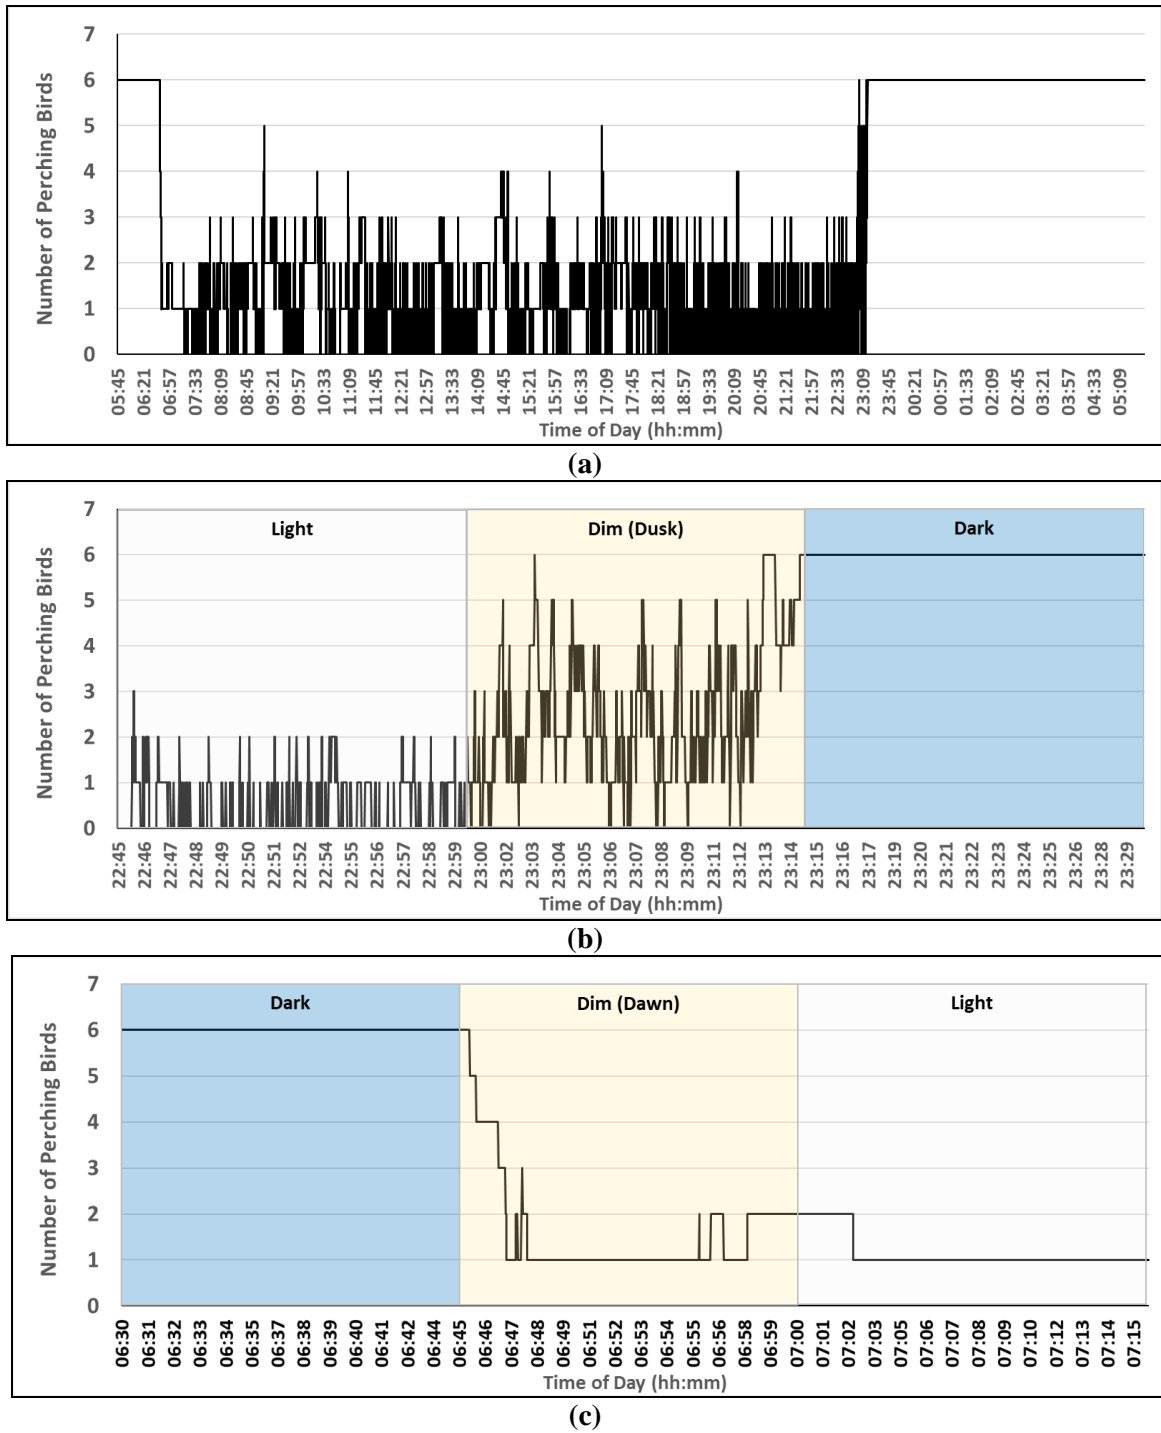 7
6
5
4
3
2
1
0
Number of Perching Birds
05:45 06:21 06:57 07:33 08:09 08:45 09:21 09:57 10:33 11:09 11:45 12:21 12:57 13:33 14:09 14:45 15:21 15:57 16:33 17:09 17:45 18:21 18:57 19:33 20:09 20:45 21:21 21:57 22:33 23:09 23:45 00:21 00:57 01:33 02:09 02:45 03:21 03:57 04:33 05:09
Time of Day (hh:mm)
(a)
Light Dim (Dusk) Dark
7
6
5
4
3
2
1
0
Number of Perching Birds
22:45 22:46 22:47 22:48 22:49 22:50 22:51 22:52 22:54 22:55 22:56 22:57 22:58 22:59 23:00 23:02 23:03 23:04 23:05 23:06 23:07 23:08 23:09 23:11 23:12 23:13 23:14 23:15 23:16 23:17 23:19 23:20 23:21 23:22 23:23 23:24 23:25 23:26 23:28 23:29
Time of Day (hh:mm)
(b)
Dark Dim (Dawn) Light
7
6
5
4
3
2
1
0
Number of Perching Birds
06:30 06:31 06:32 06:33 06:34 06:35 06:36 06:37 06:39 06:40 06:41 06:42 06:43 06:44 06:45 06:46 06:47 06:48 06:49 06:51 06:52 06:53 06:54 06:55 06:56 06:58 06:59 07:00 07:01 07:02 07:03 07:05 07:06 07:07 07:08 07:09 07:11 07:12 07:13 07:14 07:15
Time of Day (hh:mm)
(c)